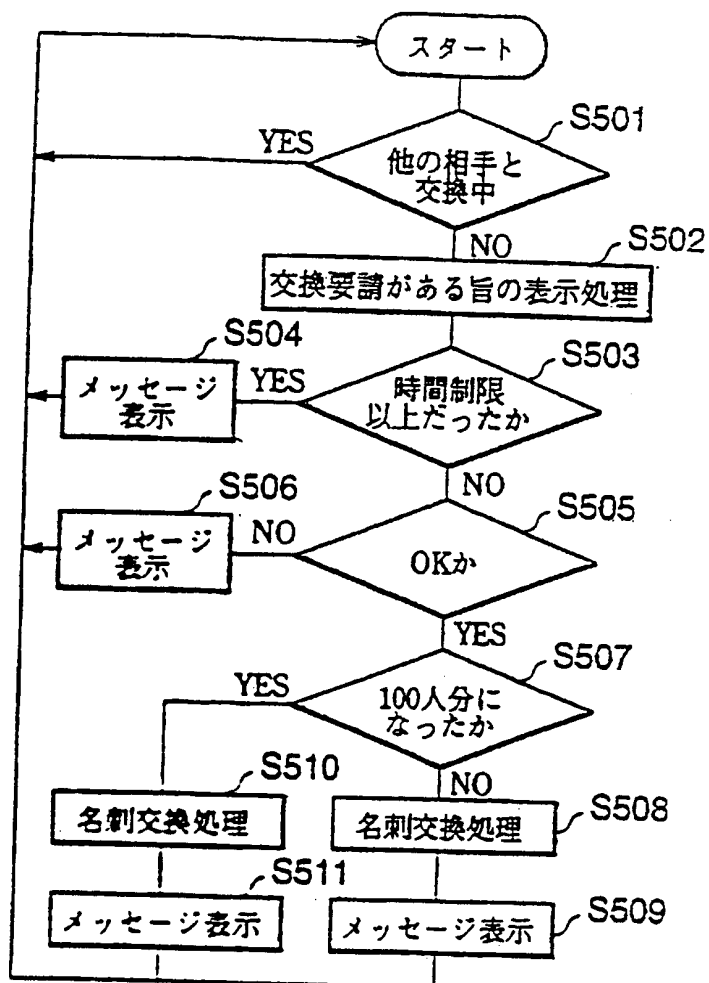 スタート
S501
YES
他の相手と
交換中
NO
S502
交換要請がある旨の表示処理
S504
S503
メッセージ
表示
YES
時間制限
以上だったか
NO
S506
S505
メッセージ
表示
NO
OKか
YES
S507
YES
100人分に
なったか
S510
NO
名刺交換処理
S508
名刺交換処理
S511
メッセージ表示
S509
メッセージ表示